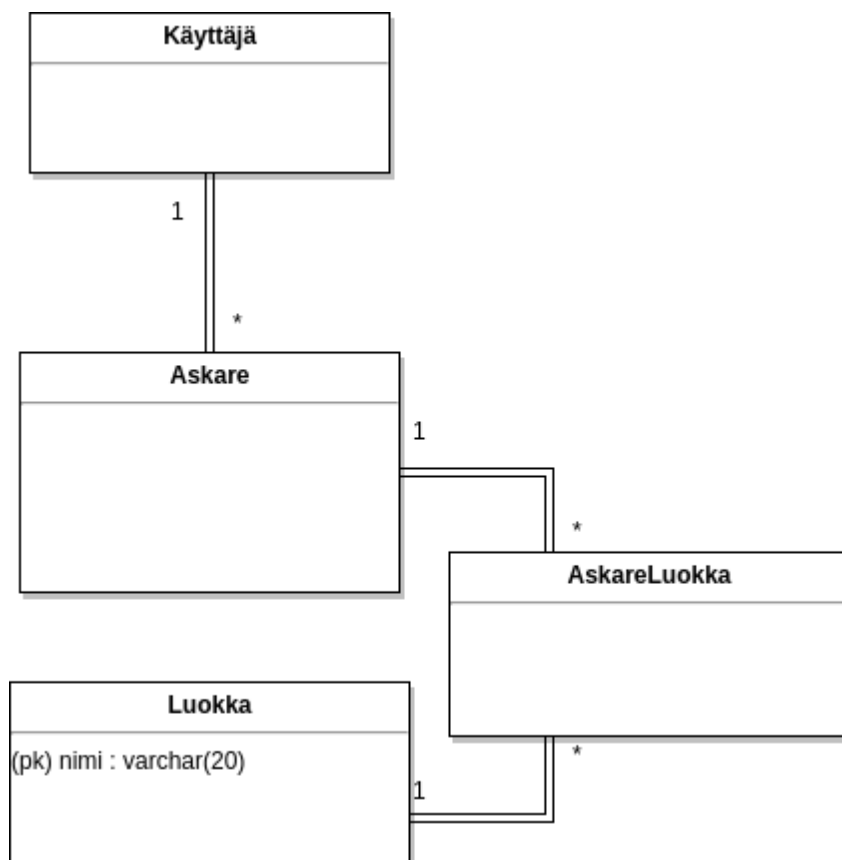 Käyttäjä
1
*
Askare
1
*
AskareLuokka
Luokka
*
(pk) nimi : varchar(20)
1